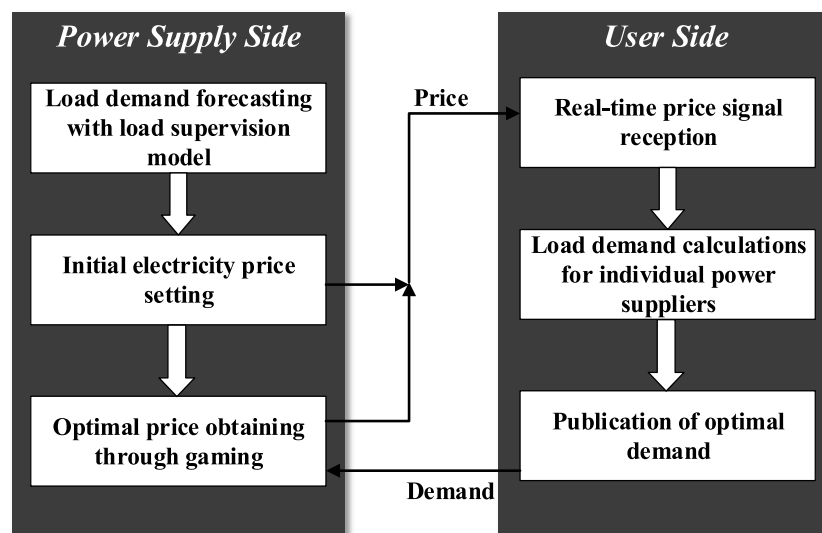 Power Supply Side
Load demand forecasting
with load supervision
model
Initial electricity price
setting
Optimal price obtaining
through gaming
Price
Demand
User Side
Real-time price signal
reception
Load demand calculations
for individual power
suppliers
Publication of optimal
demand